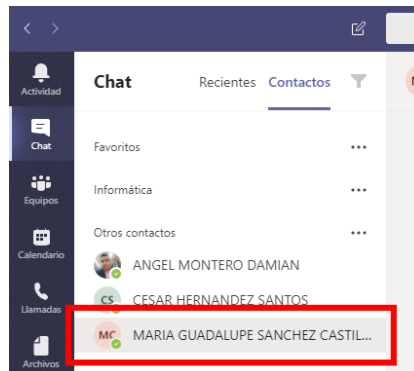 Chat Recientes Contactos
Actividad
Chat
Equipos
Calendario
Llamadas
Archivos
Favoritos
Informática
Otros contactos
ANGEL MONTERO DAMIAN
CS CESAR HERNANDEZ SANTOS
MC MARIA GUADALUPE SANCHEZ CASTIL...